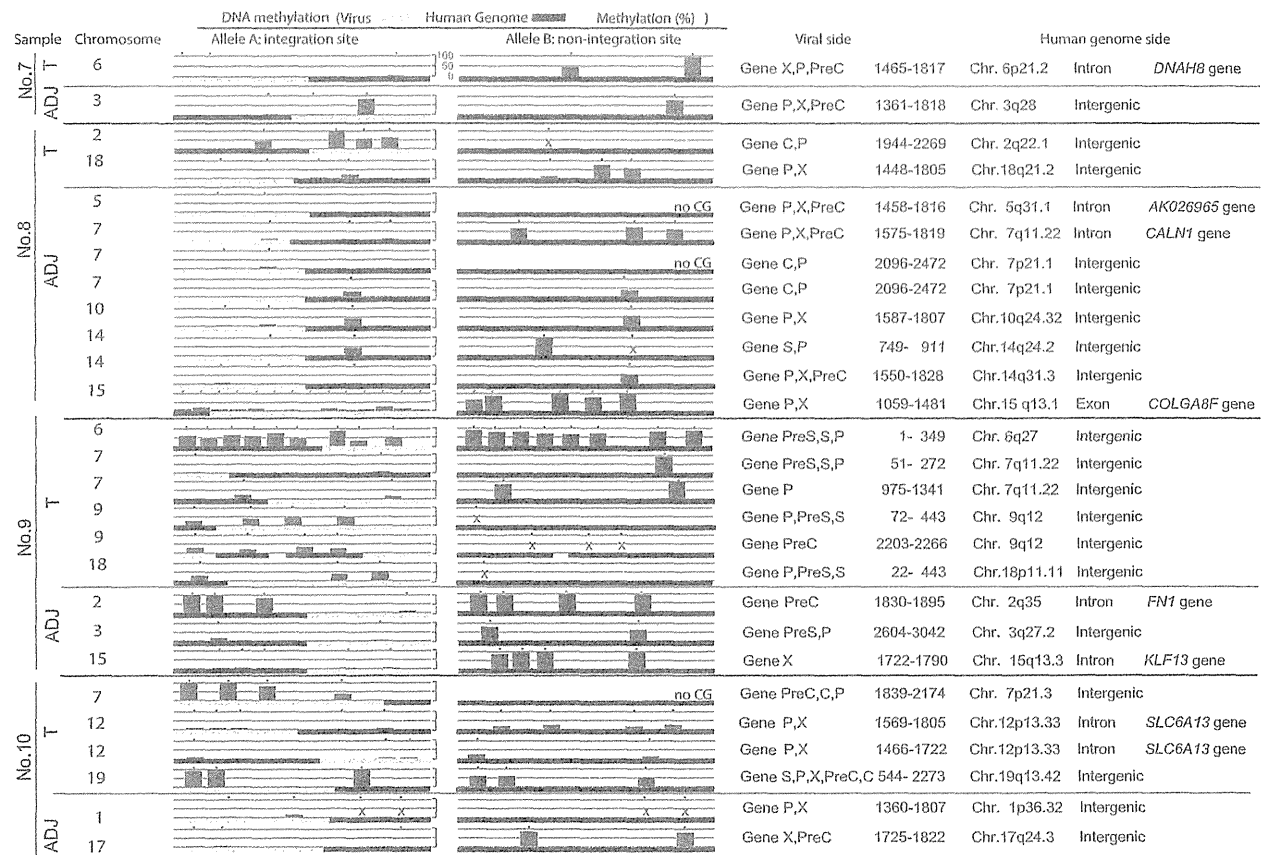 DNA methylation (Virus Human Genome Methylation (%) )
Sample Chromosome Allele A: integration site Allele B: non-integration site Viral side Human genome side
No.7
T
6 100 50 0 Gene X,P,PreC 1465-1817 Chr. 6p21.2 Intron DNAH8 gene
ADJ
3 Gene P,X,PreC 1361-1818 Chr. 3q28 Intergenic
No.8
T
2 X Gene C,P 1944-2269 Chr. 2q22.1 Intergenic
18 Gene P,X 1448-1805 Chr.18q21.2 Intergenic
ADJ
5 no CG Gene P,X,PreC 1458-1816 Chr. 5q31.1 Intron AK026965 gene
7 Gene P,X,PreC 1575-1819 Chr. 7q11.22 Intron CALN1 gene
7 no CG Gene C,P 2096-2472 Chr. 7p21.1 Intergenic
7 Gene C,P 2096-2472 Chr. 7p21.1 Intergenic
10 Gene P,X 1587-1807 Chr.10q24.32 Intergenic
14 X Gene S,P 749- 911 Chr.14q24.2 Intergenic
14 Gene P,X,PreC 1550-1828 Chr.14q31.3 Intergenic
15 Gene P,X 1059-1481 Chr.15 q13.1 Exon COLGA8F gene
No.9
T
6 Gene PreS,S,P 1- 349 Chr. 6q27 Intergenic
7 Gene PreS,S,P 51- 272 Chr. 7q11.22 Intergenic
7 Gene P 975-1341 Chr. 7q11.22 Intergenic
9 X Gene P,PreS,S 72- 443 Chr. 9q12 Intergenic
9 X X X Gene PreC 2203-2266 Chr. 9q12 Intergenic
18 X Gene P,PreS,S 22- 443 Chr.18p11.11 Intergenic
ADJ
2 Gene PreC 1830-1895 Chr. 2q35 Intron FN1 gene
3 Gene PreS,P 2604-3042 Chr. 3q27.2 Intergenic
15 Gene X 1722-1790 Chr. 15q13.3 Intron KLF13 gene
No.10
T
7 no CG Gene PreC,C,P 1839-2174 Chr. 7p21.3 Intergenic
12 Gene P,X 1569-1805 Chr.12p13.33 Intron SLC6A13 gene
12 Gene P,X 1466-1722 Chr.12p13.33 Intron SLC6A13 gene
19 Gene S,P,X,PreC,C 544- 2273 Chr.19q13.42 Intergenic
ADJ
1 X X X X Gene P,X 1360-1807 Chr. 1p36.32 Intergenic
17 Gene X,PreC 1725-1822 Chr.17q24.3 Intergenic